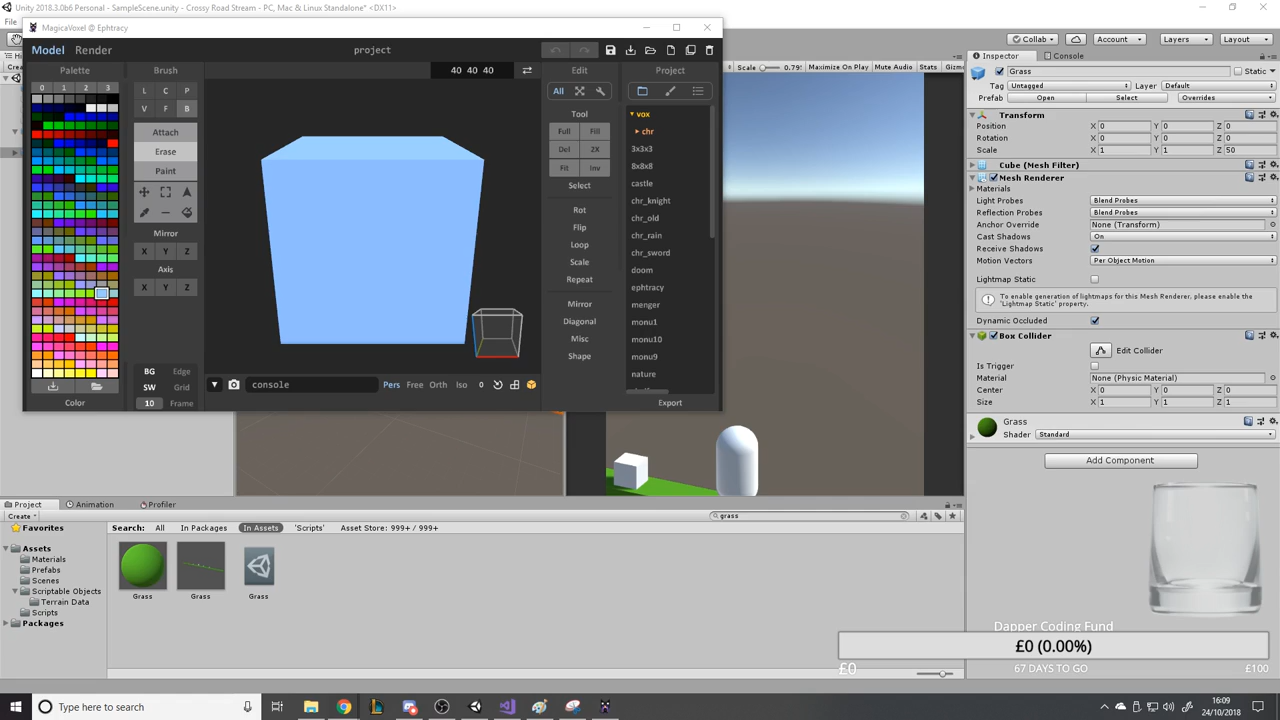 Unity 2018.3.0b6 Personal - SampleScene.unity - Crossy Road Stream - PC, Mac & Linux Standalone* <DX11>
File
MagicaVoxel @ Ephtracy
Model Render
project
Palette
Brush
40 40 40
Edit
Project
0 1 2 3
L C P
V F B
All
Attach
Erase
Paint
Mirror
X Y Z
Axis
X Y Z
BG Edge
SW Grid
10 Frame
Color
console
Pers Free Orth Iso 0
Tool
Full Fill
Del 2X
Fit Inv
Select
Rot
Flip
Loop
Scale
Repeat
Mirror
Diagonal
Misc
Shape
vox
chr
3x3x3
8x8x8
castle
chr_knight
chr_old
chr_rain
chr_sword
doom
ephtracy
menger
monu1
monu10
monu9
nature
Export
Collab
Account
Layers
Layout
Scale 0.79
Maximize On Play Mute Audio Stats Gizmo
Inspector Console
Grass Static
Tag Untagged Layer Default
Prefab Open Select Overrides
Transform
Position X 0 Y 0 Z 0
Rotation X 0 Y 0 Z 0
Scale X 1 Y 1 Z 50
Cube (Mesh Filter)
Mesh Renderer
Materials
Light Probes Blend Probes
Reflection Probes Blend Probes
Anchor Override None (Transform)
Cast Shadows On
Receive Shadows
Motion Vectors Per Object Motion
Lightmap Static
To enable generation of lightmaps for this Mesh Renderer, please enable the
'Lightmap Static' property.
Dynamic Occluded
Box Collider
Edit Collider
Is Trigger
Material None (Physic Material)
Center X 0 Y 0 Z 0
Size X 1 Y 1 Z 1
Grass
Shader Standard
Add Component
Project Animation Profiler
Create
grass
Favorites
Search: All In Packages In Assets 'Scripts' Asset Store: 999+ / 999+
Assets
Materials
Prefabs
Scenes
Scriptable Objects
Terrain Data
Scripts
Packages
Grass Grass Grass
Dapper Coding Fund
£0 (0.00%)
£0 67 DAYS TO GO £100
Type here to search
16:09
24/10/2018